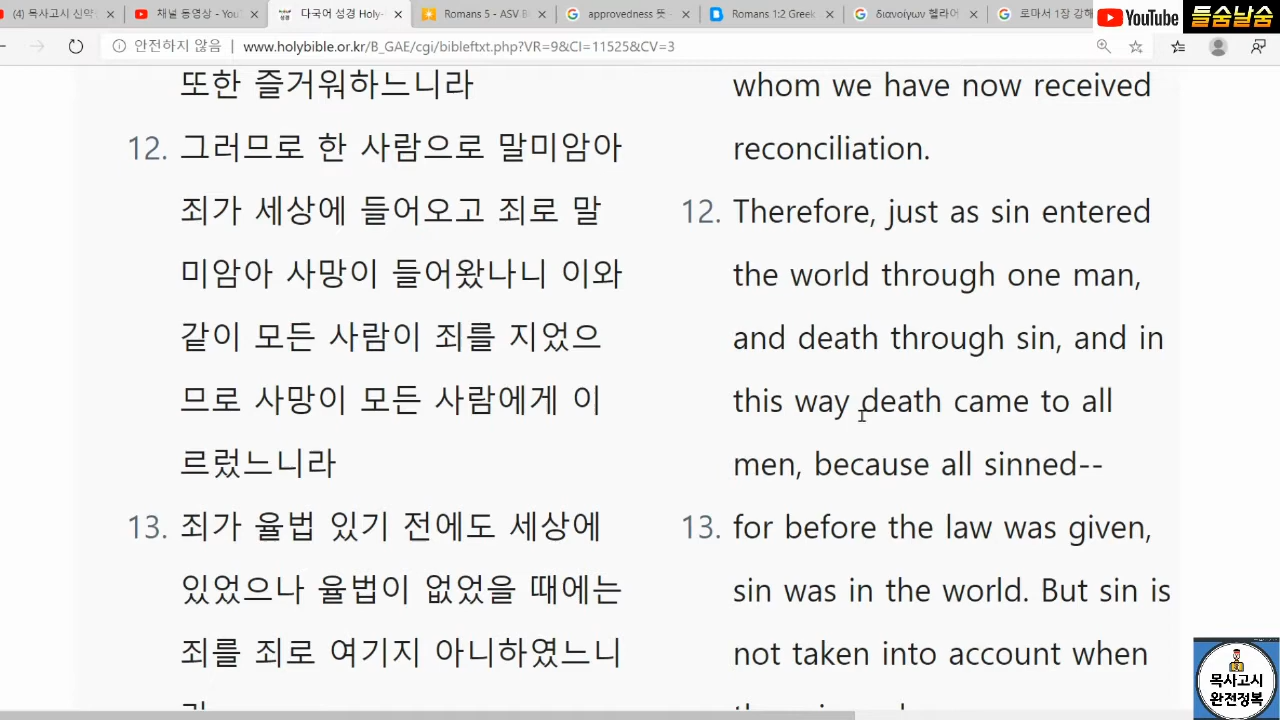 (4) 목사고시 신약
채널 동영상 - You
다국어 성경 Holy-
Romans 5
approvedness 뜻 -
Romans 1:2 Greek
διανοίγων 헬라어
로마서 1장 강해
YouTube
들숨날숨
안전하지 않음 | www.holybible.or.kr/B_GAE/cgi/bibleftxt.php?VR=9&CI=11525&CV=3
또한 즐거워하느니라
12. 그러므로 한 사람으로 말미암아
죄가 세상에 들어오고 죄로 말
미암아 사망이 들어왔나니 이와
같이 모든 사람이 죄를 지었으
므로 사망이 모든 사람에게 이
르렀느니라
13. 죄가 율법 있기 전에도 세상에
있었으나 율법이 없었을 때에는
죄를 죄로 여기지 아니하였느니
whom we have now received
reconciliation.
12. Therefore, just as sin entered
the world through one man,
and death through sin, and in
this way death came to all
men, because all sinned--
13. for before the law was given,
sin was in the world. But sin is
not taken into account when
목사고시
완전정복